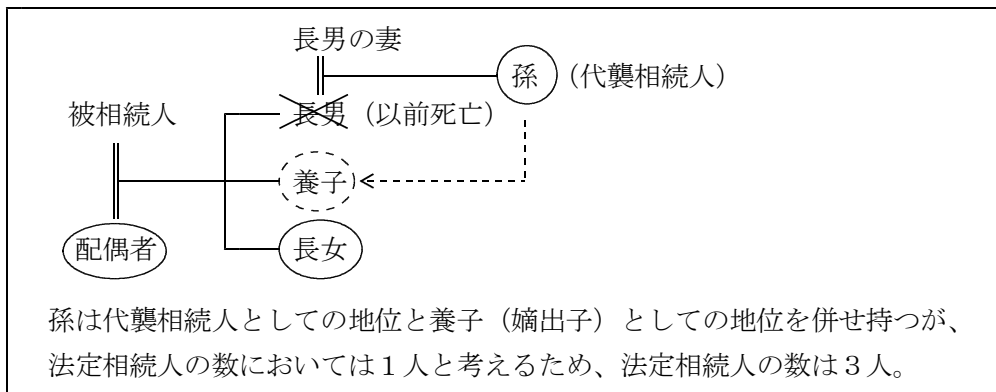 長男の妻
孫 (代襲相続人)
被相続人
長男 (以前死亡)
養子
配偶者
長女
孫は代襲相続人としての地位と養子（嫡出子）としての地位を併せ持つが、
法定相続人の数においては１人と考えるため、法定相続人の数は３人。